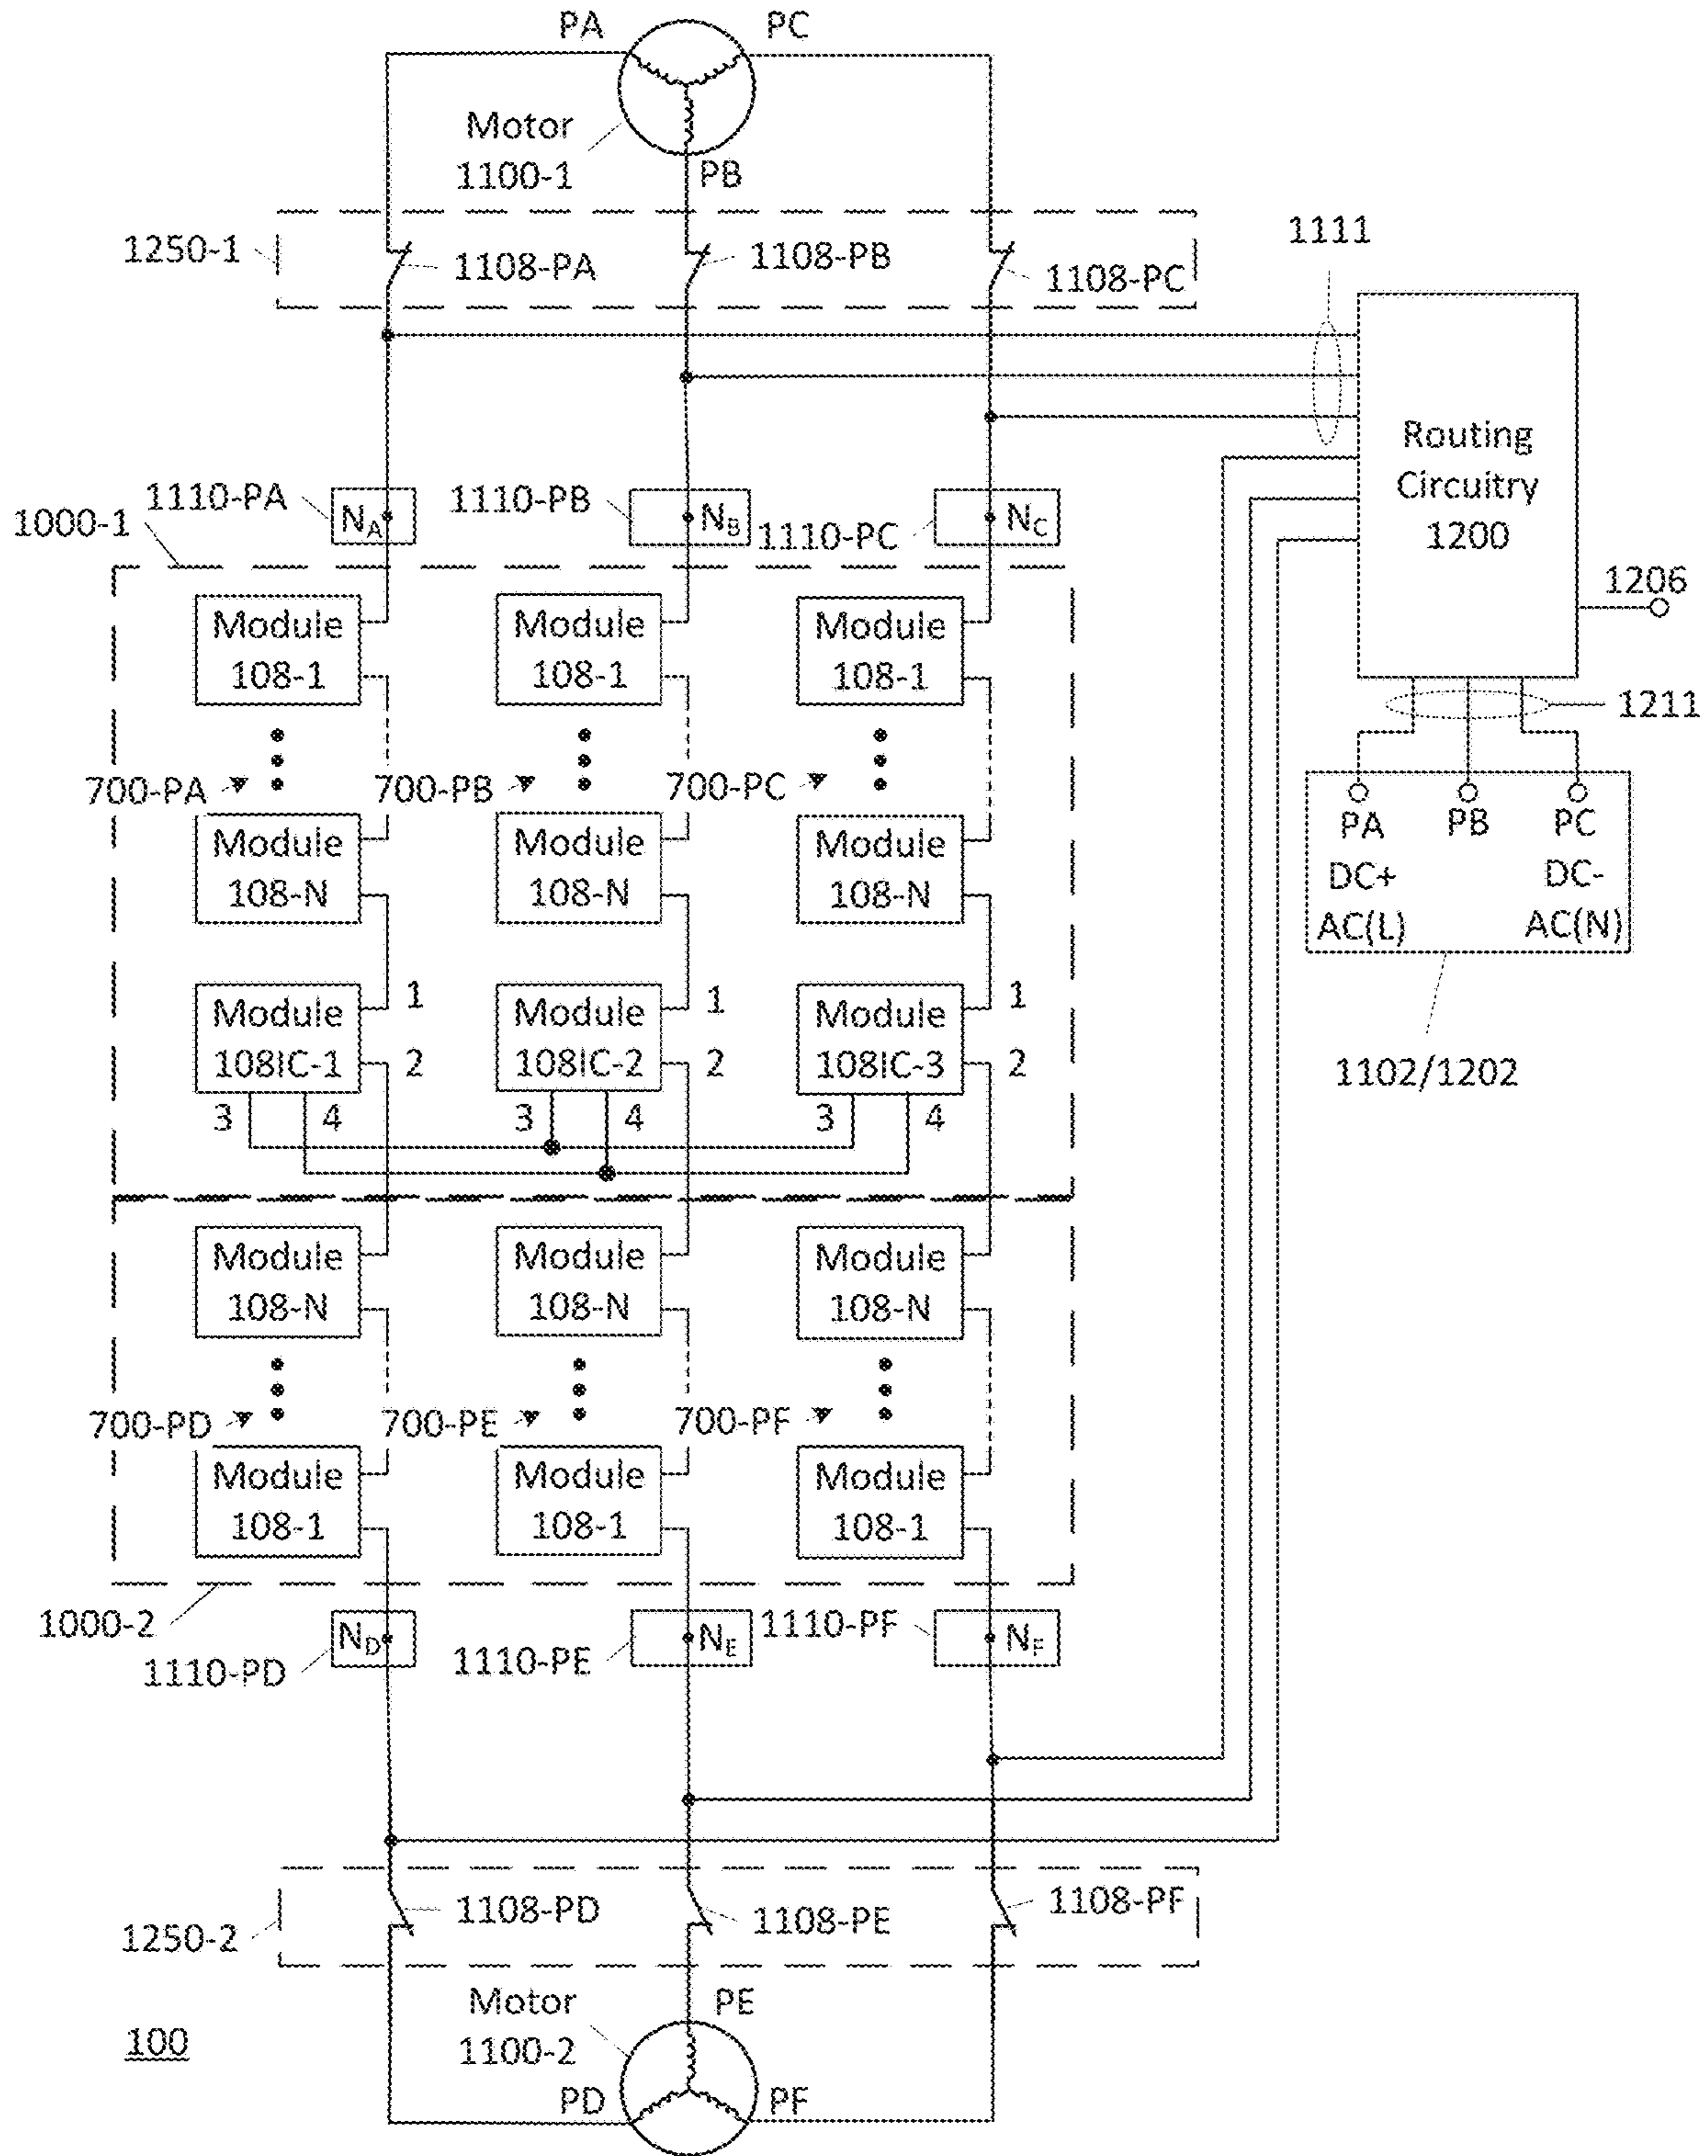 PA
PC
Motor
1100-1
PB
1250-1
1108-PA
1108-PB
1108-PC
1111
Routing
Circuitry
1200
1206
1211
PA
PB
PC
DC+
DC-
AC(L)
AC(N)
1102/1202
1000-1
1110-PA
NA
1110-PB
NB
1110-PC
NC
Module
108-1
Module
108-1
Module
108-1
700-PA
700-PB
700-PC
Module
108-N
Module
108-N
Module
108-N
Module
108IC-1
1
2
3
4
Module
108IC-2
1
2
3
4
Module
108IC-3
1
2
3
4
Module
108-N
Module
108-N
Module
108-N
700-PD
700-PE
700-PF
Module
108-1
Module
108-1
Module
108-1
1000-2
1110-PD
ND
1110-PE
NE
1110-PF
NF
1250-2
1108-PD
1108-PE
1108-PF
Motor
1100-2
PE
PD
PF
100